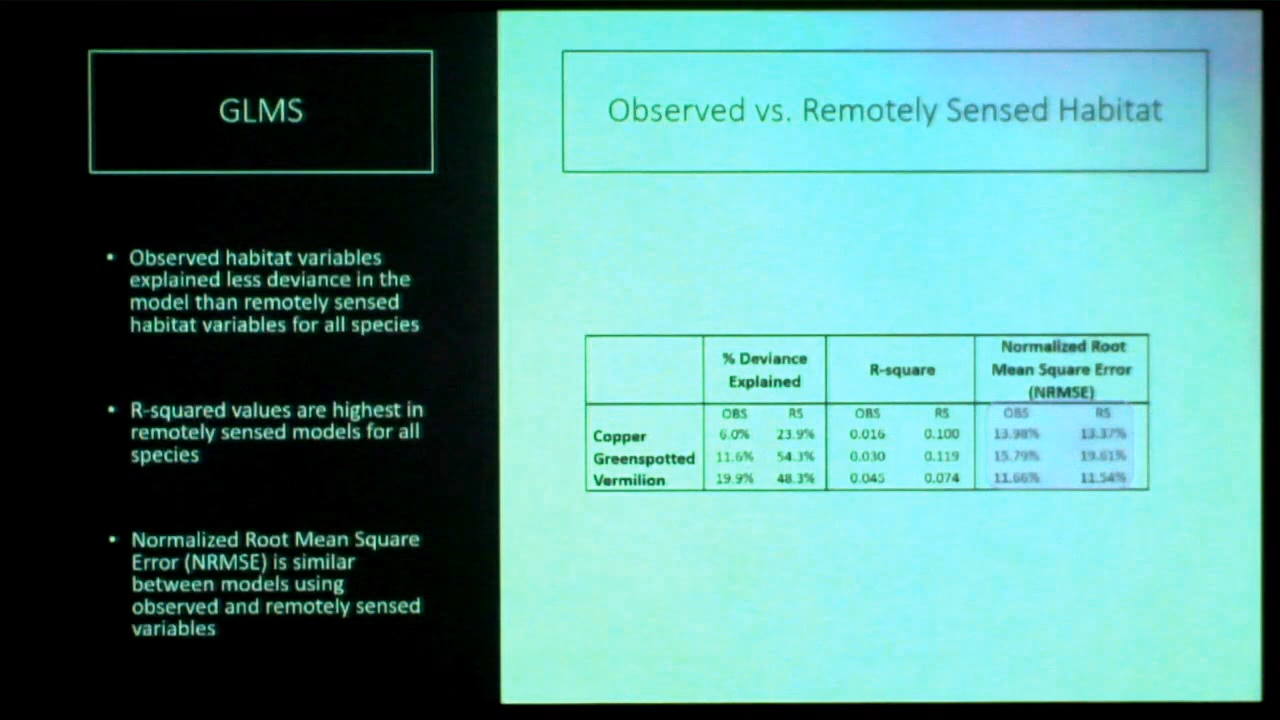 GLMS
• Observed habitat variables
explained less deviance in the
model than remotely sensed
habitat variables for all species
• R-squared values are highest in
remotely sensed models for all
species
• Normalized Root Mean Square
Error (NRMSE) is similar
between models using
observed and remotely sensed
variables
Observed vs. Remotely Sensed Habitat
% Deviance Explained R-square Normalized Root Mean Square Error (NRMSE)
OBS RS OBS RS OBS RS
Copper 6.0% 23.9% 0.016 0.100 13.98% 13.37%
Greenspotted 11.6% 54.3% 0.030 0.119 15.79% 19.61%
Vermilion 19.9% 48.3% 0.045 0.074 11.66% 11.54%